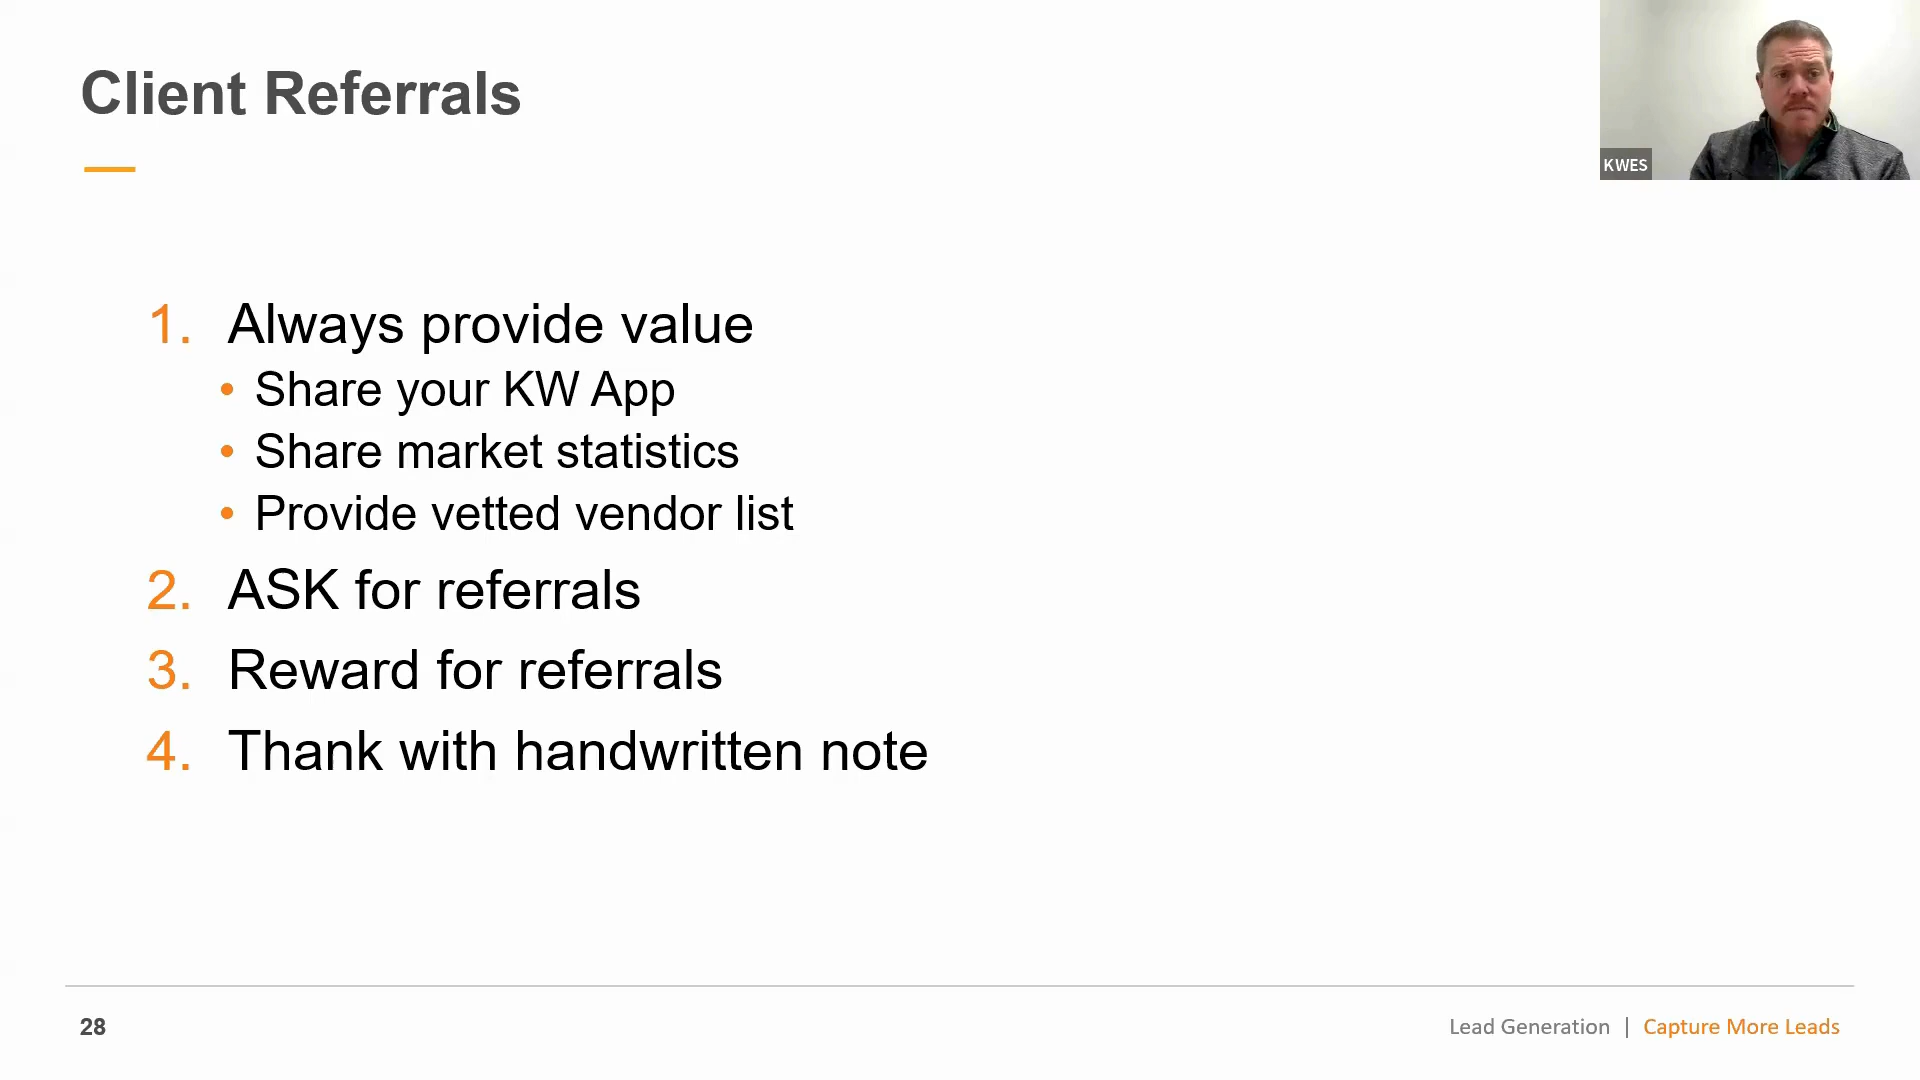 Client Referrals
KWES
1. Always provide value
• Share your KW App
• Share market statistics
• Provide vetted vendor list
2. ASK for referrals
3. Reward for referrals
4. Thank with handwritten note
28
Lead Generation | Capture More Leads